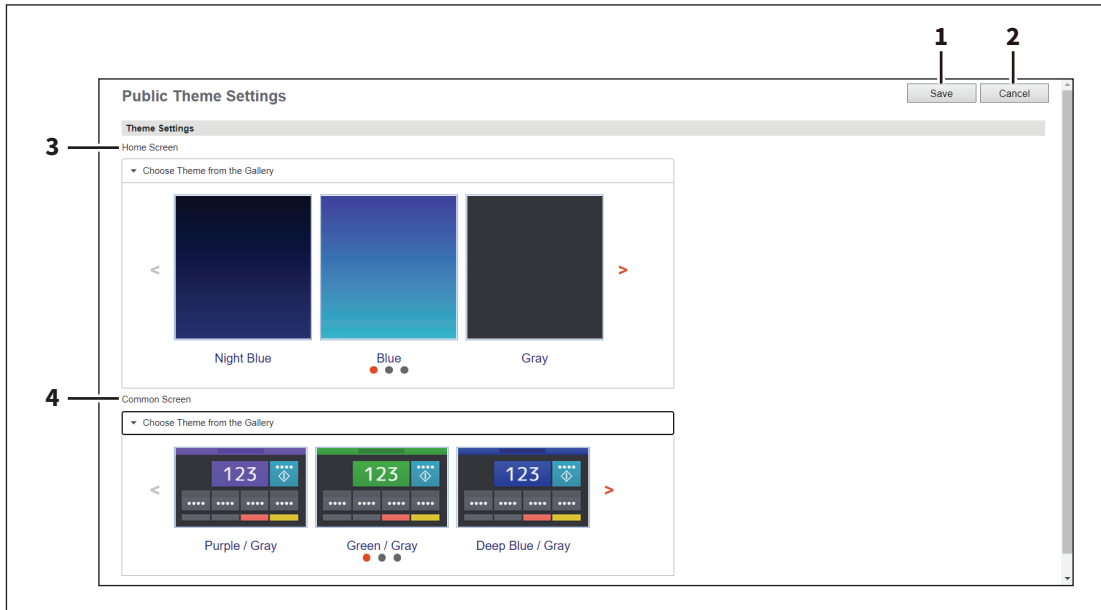 1 2
Public Theme Settings Save Cancel
Theme Settings
3 Home Screen
Choose Theme from the Gallery
< >
Night Blue Blue Gray
4 Common Screen
Choose Theme from the Gallery
123 123 123
< >
Purple / Gray Green / Gray Deep Blue / Gray